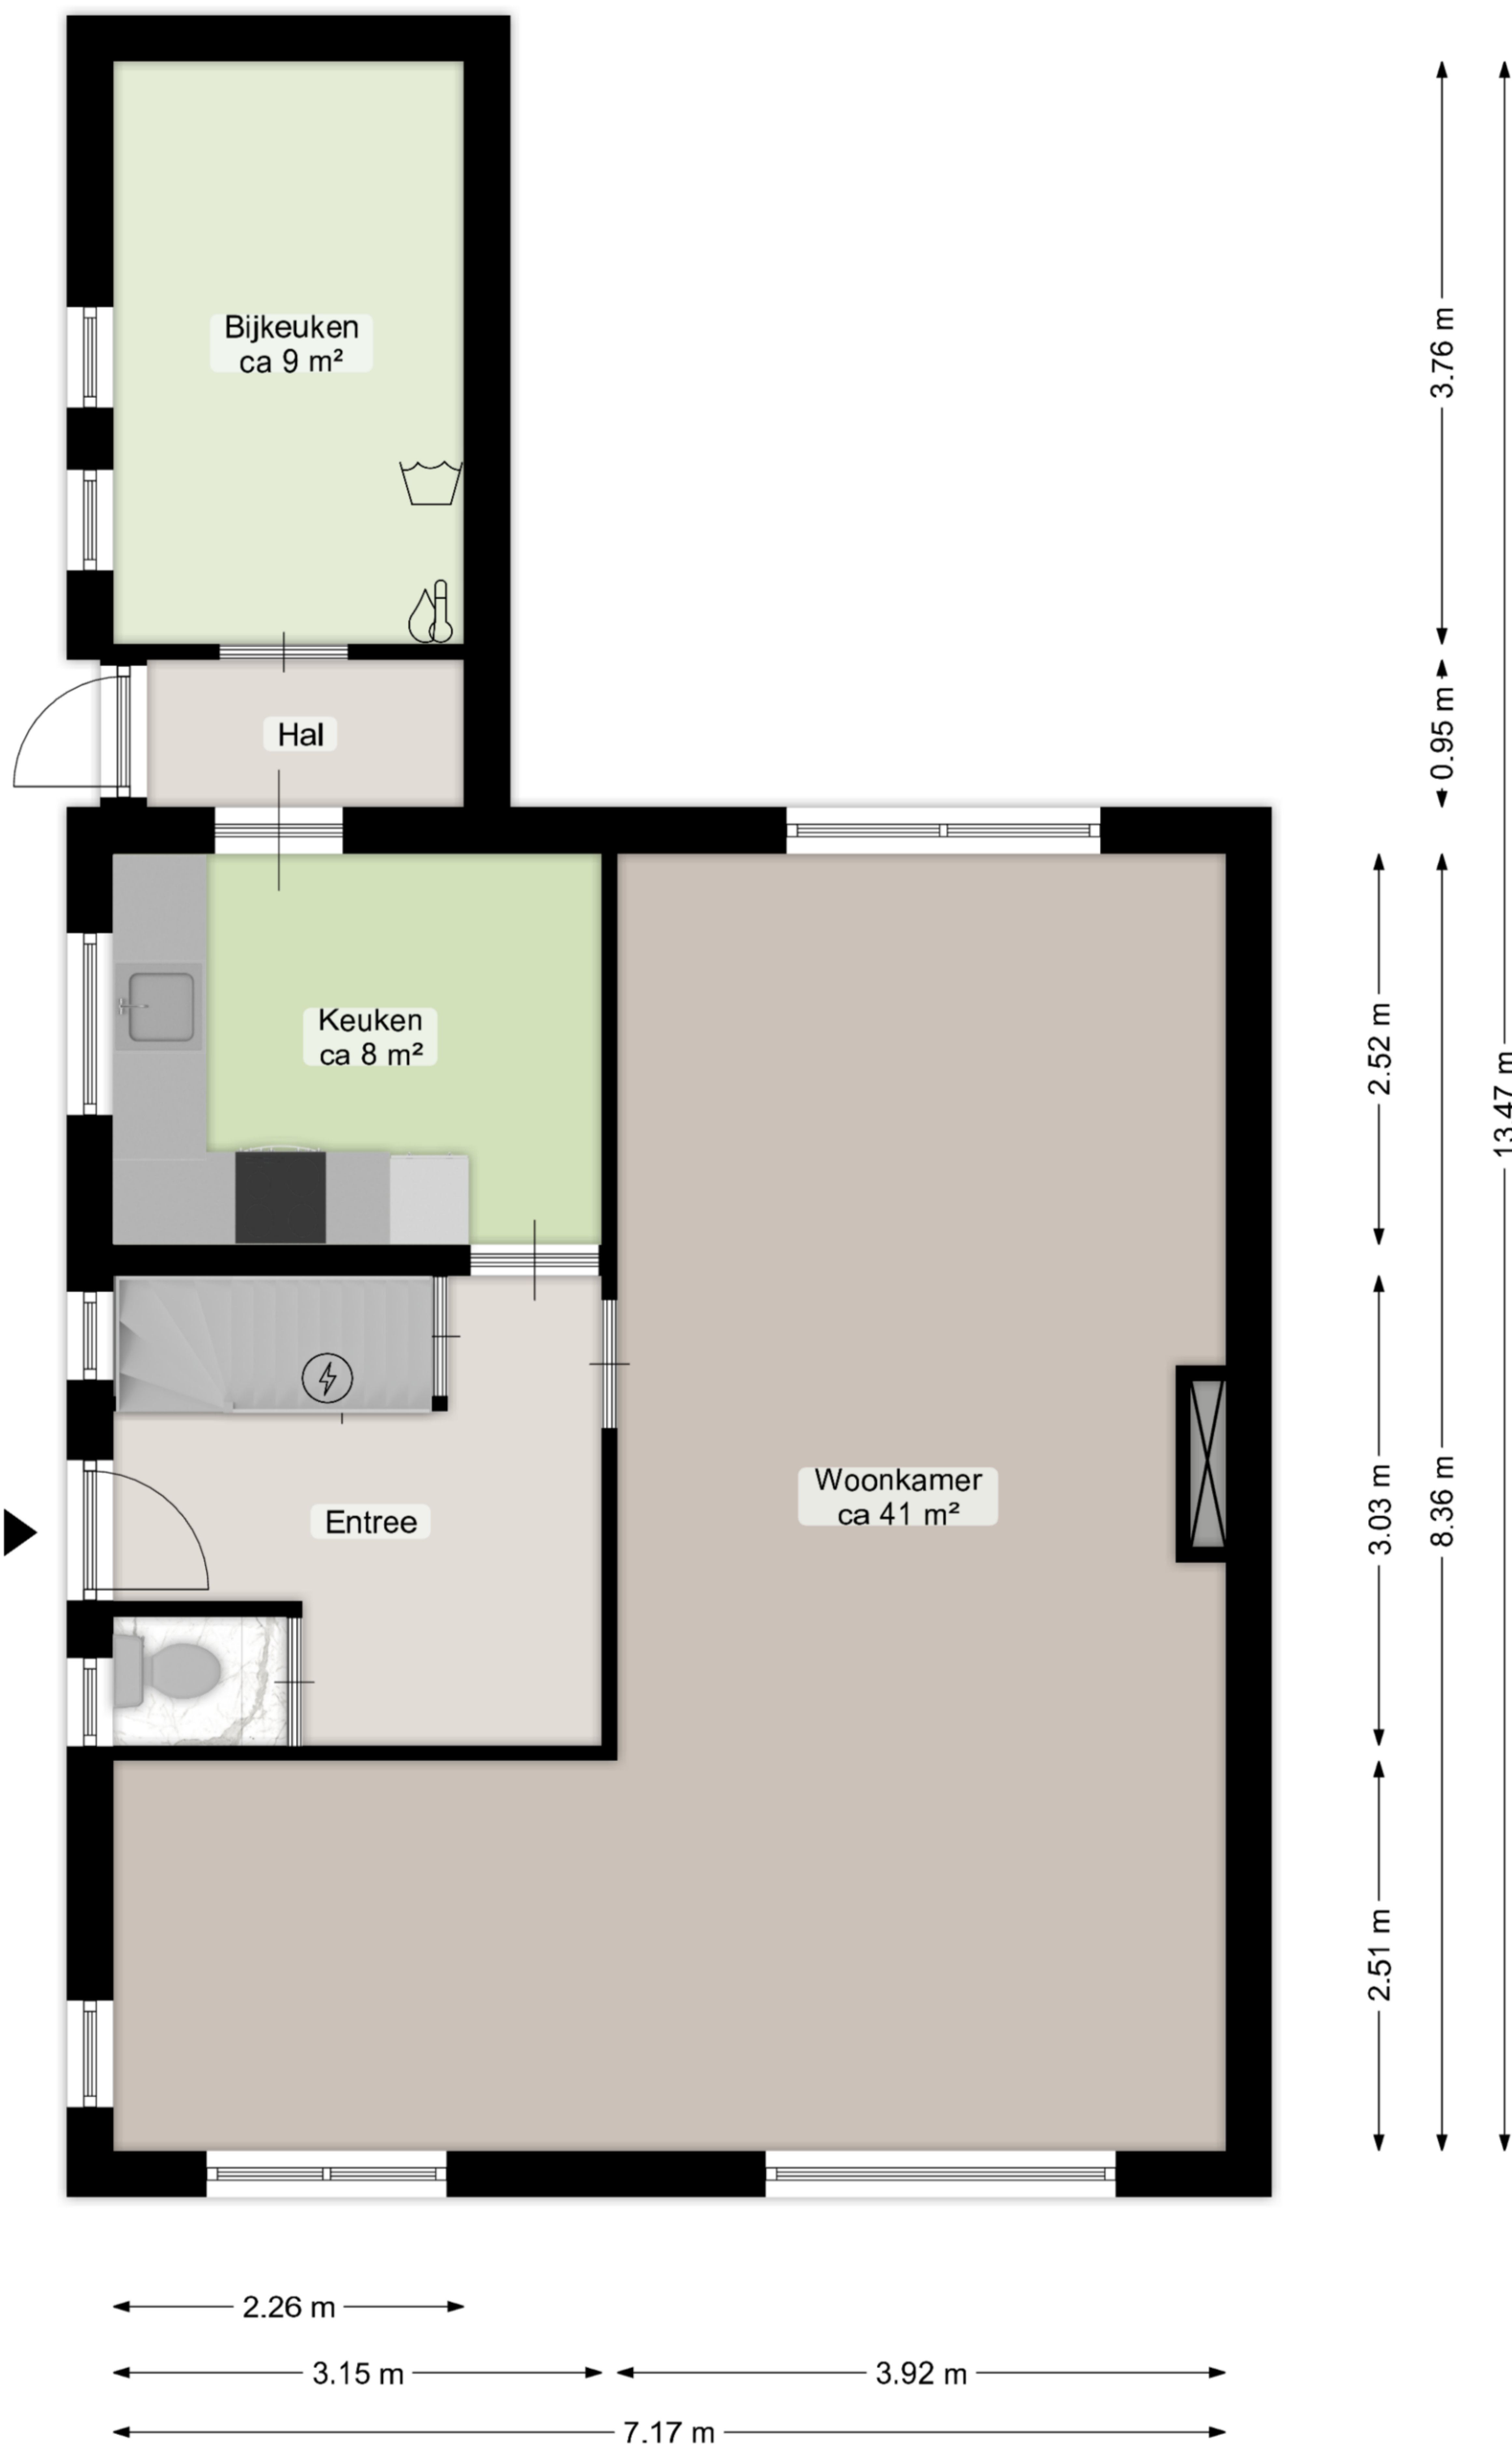 Bijkeuken
ca 9 m²
3.76 m
Hal
0.95 m
Keuken
ca 8 m²
2.52 m
13.47 m
Woonkamer
ca 41 m²
Entree
3.03 m
8.36 m
2.51 m
2.26 m
3.15 m
3.92 m
7.17 m